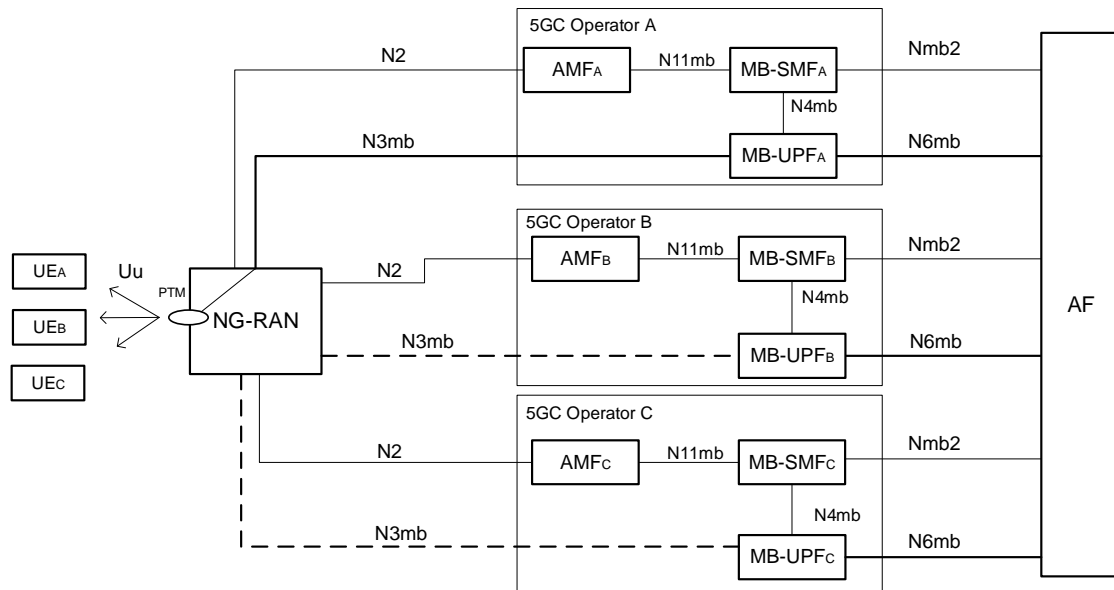 5GC Operator A
N2
AMFA
N11mb
MB-SMFA
Nmb2
N4mb
N3mb
MB-UPFA
N6mb
5GC Operator B
UEA
Uu
N2
AMFB
N11mb
MB-SMFB
Nmb2
PTM
N4mb
AF
UEB
NG-RAN
N3mb
MB-UPFB
N6mb
UEC
5GC Operator C
N2
AMFC
N11mb
MB-SMFC
Nmb2
N4mb
N3mb
MB-UPFC
N6mb